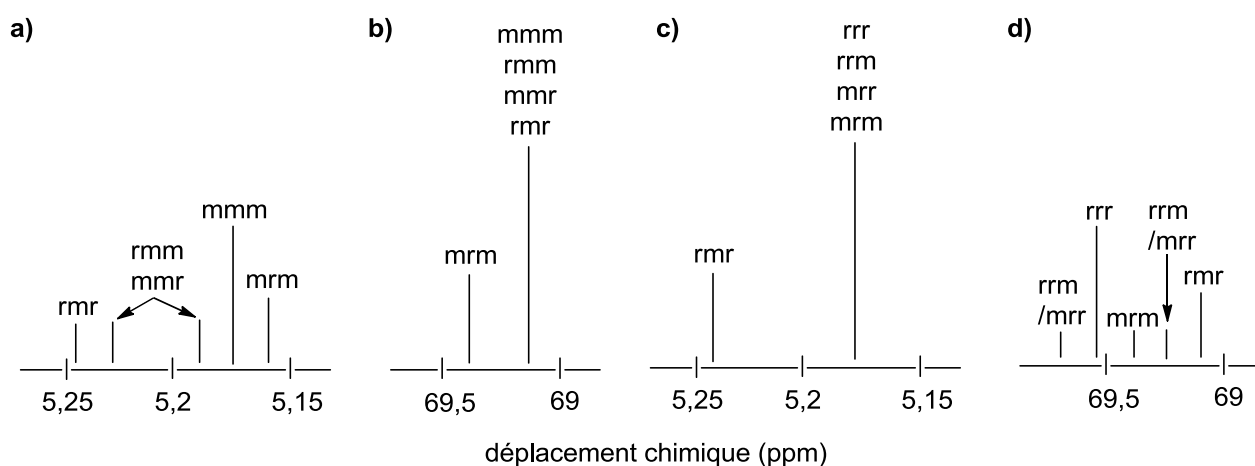 a)
rmr
rmm
mmr
mmm
mrm
5,25
5,2
5,15
b)
mmm
rmm
mmr
rmr
mrm
69,5
69
c)
rrr
rrm
mrr
mrm
rmr
5,25
5,2
5,15
d)
rrm
/mrr
rrr
mrm
rrm
/mrr
rmr
69,5
69
déplacement chimique (ppm)